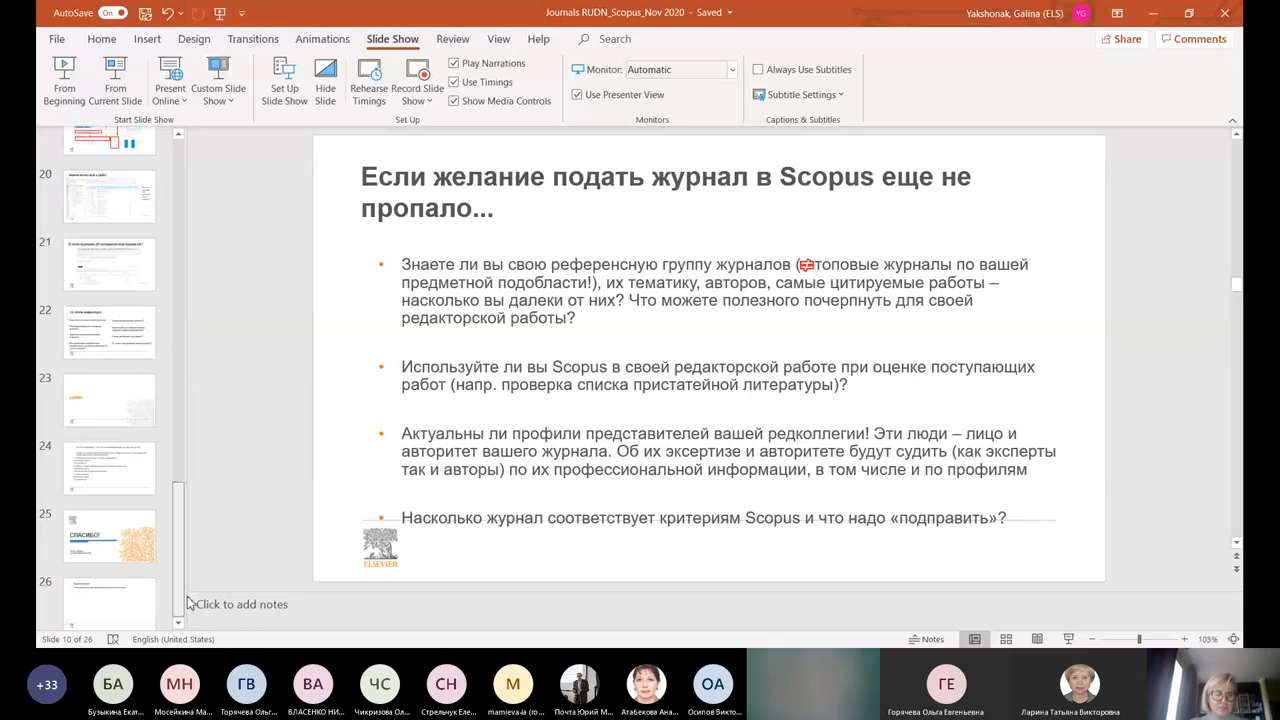 AutoSave On
Journals RUDN_Scopus_Nov 2020 - Saved
Yakshonak, Galina (ELS) YG
File Home Insert Design Transitions Animations Slide Show Review View Help Search
Share Comments
From Beginning
From Current Slide
Present Online
Custom Slide Show
Set Up Slide Show
Hide Slide
Rehearse Timings
Record Slide Show
Play Narrations
Use Timings
Show Media Controls
Monitor: Automatic
Use Presenter View
Always Use Subtitles
Subtitle Settings
Start Slide Show
Set Up
Monitors
Captions & Subtitles
20
21
22
23
24
25
СПАСИБО!
26
Если желание подать журнал в Scopus еще не
пропало...
• Знаете ли вы свою референсную группу журналов (≠топовые журналы по вашей
предметной подобласти!), их тематику, авторов, самые цитируемые работы –
насколько вы далеки от них? Что можете полезного почерпнуть для своей
редакторской работы?
• Используйте ли вы Scopus в своей редакторской работе при оценке поступающих
работ (напр. проверка списка пристатейной литературы)?
• Актуальны ли профили представителей вашей редколлегии! Эти люди – лицо и
авторитет вашего журнала. Об их эксертизе и авторитете будут судить (как эксперты
так и авторы) по их профессиональной информации, в том числе и по профилям
• Насколько журнал соответствует критериям Scopus и что надо «подправить»?
ELSEVIER
Click to add notes
Slide 10 of 26
English (United States)
Notes
105%
+33
БА
МН
ГВ
ВА
ЧС
СН
М
ОА
ГЕ
Бузыкина Екат...
Мосейкина Ма...
Горячева Ольг...
ВЛАСЕНКО НИ...
Чикризова Ол...
Стрельчук Еле...
mamieva-ia (г...
Почта Юрий М...
Атабекова Ана...
Осипов Викто...
Горячева Ольга Евгеньевна
Ларина Татьяна Викторовна